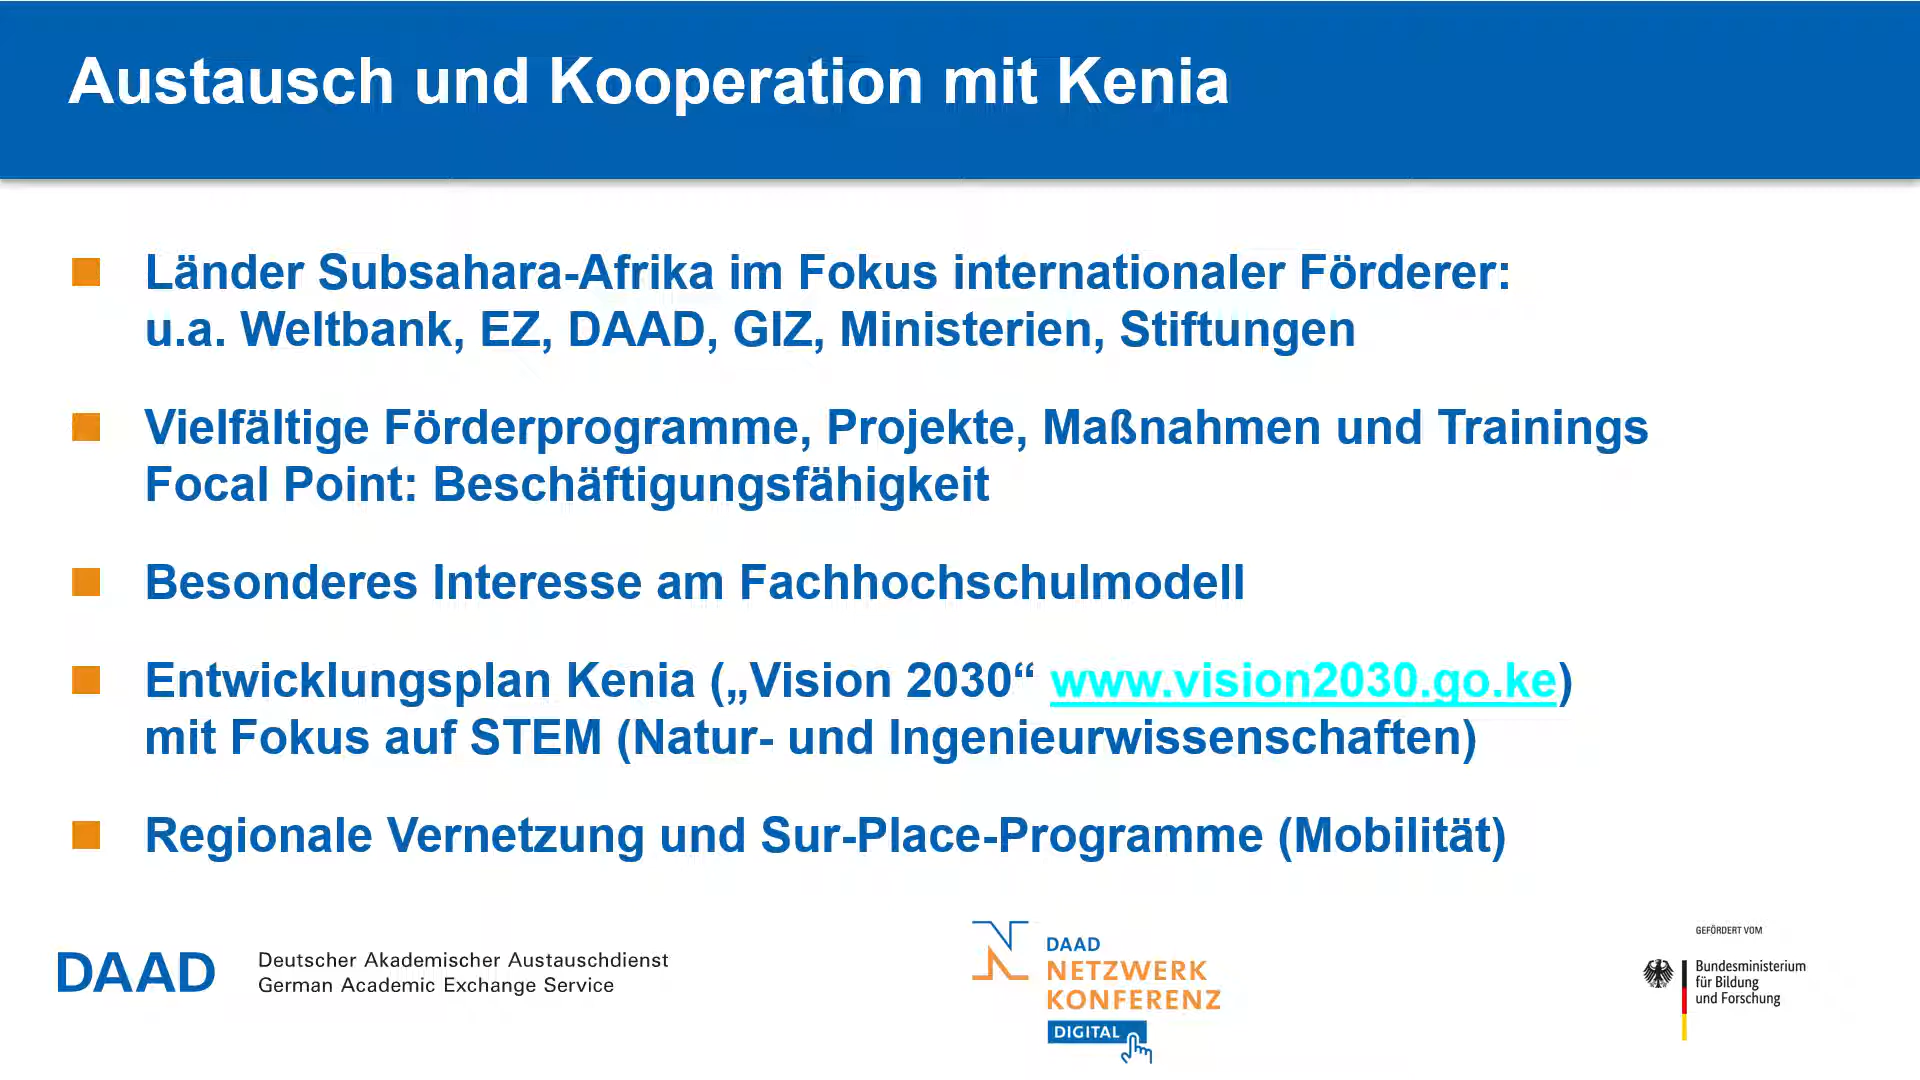 Austausch und Kooperation mit Kenia
Länder Subsahara-Afrika im Fokus internationaler Förderer:
u.a. Weltbank, EZ, DAAD, GIZ, Ministerien, Stiftungen
Vielfältige Förderprogramme, Projekte, Maßnahmen und Trainings
Focal Point: Beschäftigungsfähigkeit
Besonderes Interesse am Fachhochschulmodell
Entwicklungsplan Kenia („Vision 2030“ www.vision2030.go.ke)
mit Fokus auf STEM (Natur- und Ingenieurwissenschaften)
Regionale Vernetzung und Sur-Place-Programme (Mobilität)
DAAD
Deutscher Akademischer Austauschdienst
German Academic Exchange Service
DAAD
NETZWERK
KONFERENZ
DIGITAL
GEFÖRDERT VOM
Bundesministerium
für Bildung
und Forschung